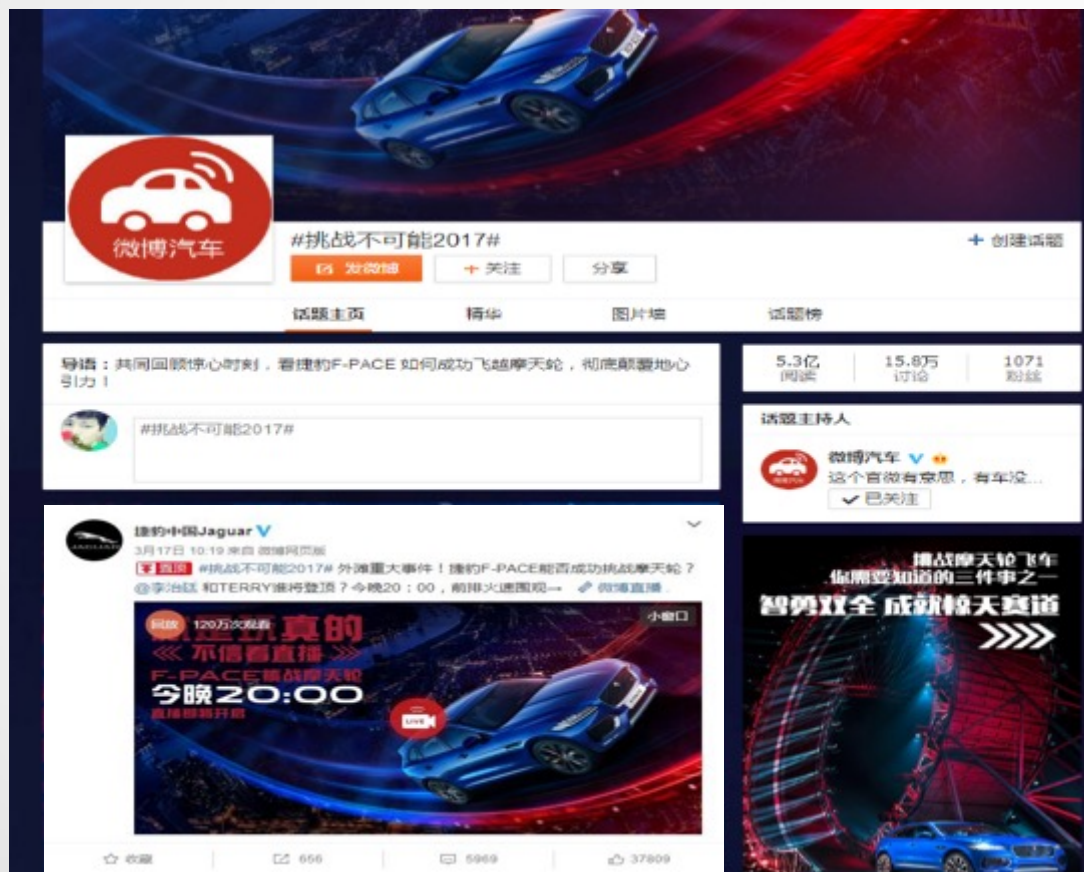 微博汽车
#挑战不可能2017#
+ 创建话题
发微博
+ 关注
分享
话题主页
精华
图片墙
话题榜
导语：共同回顾惊心时刻，看捷豹F-PACE 如何成功飞越摩天轮，彻底颠覆地心
引力！
#挑战不可能2017#
5.3亿
阅读
15.8万
讨论
1071
粉丝
话题主持人
微博汽车
这个官微有意思，有车没...
已关注
捷豹中国Jaguar
3月17日 10:19 来自 微博网页版
置顶 #挑战不可能2017# 外滩重大事件！捷豹F-PACE能否成功挑战摩天轮？
@李治廷 和TERRY谁将登顶？今晚20：00，前排火速围观→ 微博直播
回放 120万次观看
小窗口
真的
《 不信看直播 》
F-PACE挑战摩天轮
今晚20:00
直播即将开启
LIVE
收藏
656
5969
37809
挑战摩天轮飞车
你需要知道的三件事之一
智勇双全 成就惊天赛道